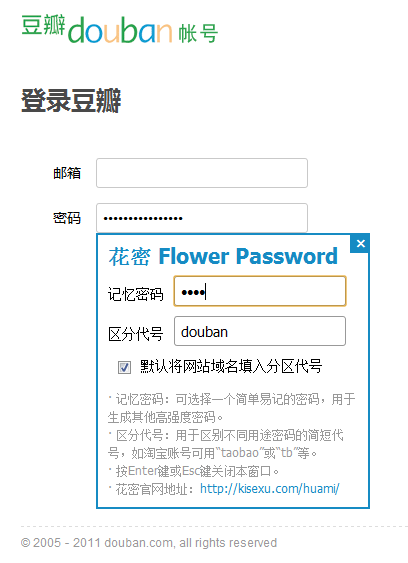 豆瓣douban 帐号
登录豆瓣
邮箱
密码 ••••••••••••••••
花密 Flower Password
记忆密码 ••••
区分代号 douban
默认将网站域名填入分区代号
· 记忆密码：可选择一个简单易记的密码，用于
生成其他高强度密码。
· 区分代号：用于区别不同用途密码的简短代
号，如淘宝账号可用“taobao”或“tb”等。
· 按Enter键或Esc键关闭本窗口。
· 花密官网地址：http://kisexu.com/huami/
© 2005－2011 douban.com, all rights reserved